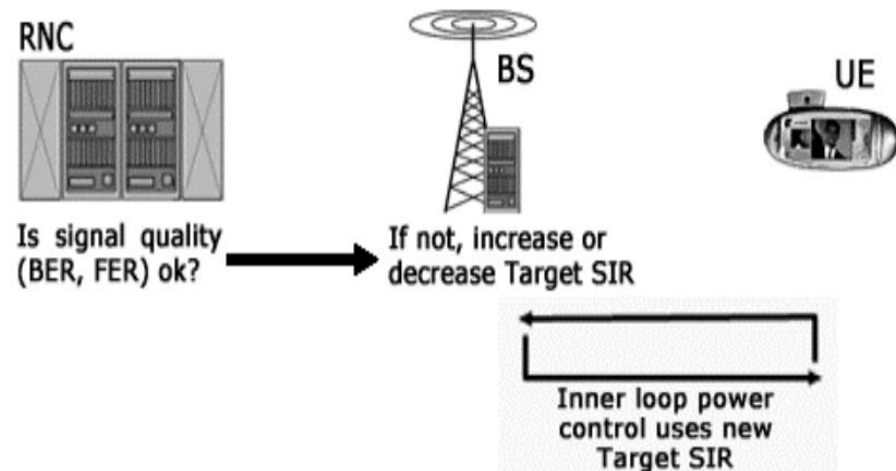 RNC
BS
UE
Is signal quality
(BER, FER) ok?
If not, increase or
decrease Target SIR
Inner loop power
control uses new
Target SIR